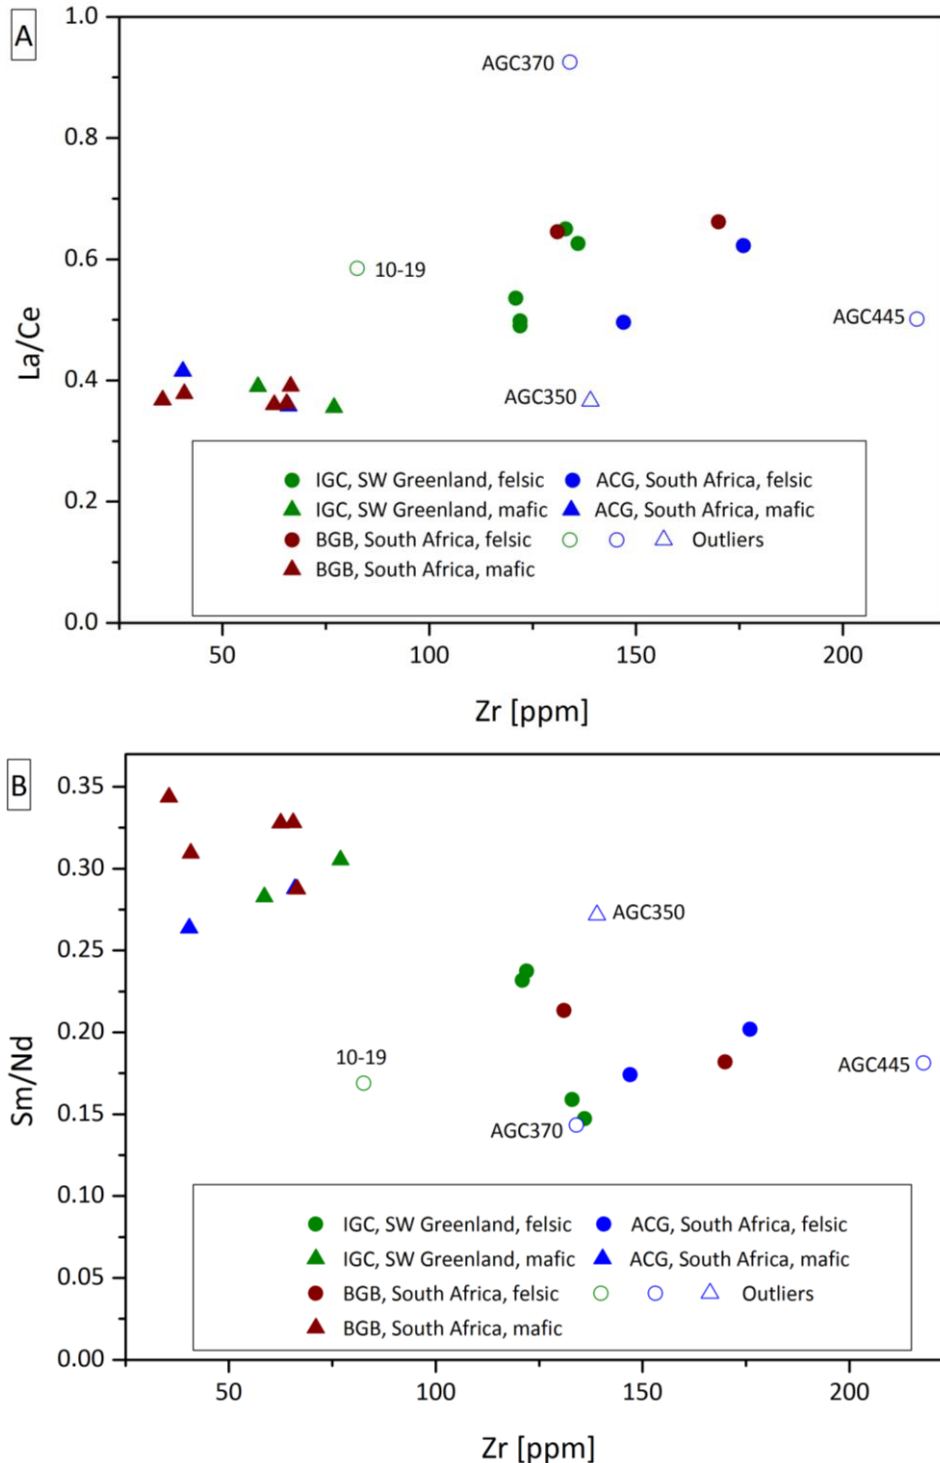 A
1.0
AGC370
0.8
0.6
10-19
AGC445
La/Ce
0.4
AGC350
IGC, SW Greenland, felsic ACG, South Africa, felsic
IGC, SW Greenland, mafic ACG, South Africa, mafic
0.2
BGB, South Africa, felsic Outliers
BGB, South Africa, mafic
0.0
50 100 150 200
Zr [ppm]
B
0.35
0.30
AGC350
0.25
0.20
10-19
AGC445
Sm/Nd
0.15
AGC370
0.10
IGC, SW Greenland, felsic ACG, South Africa, felsic
IGC, SW Greenland, mafic ACG, South Africa, mafic
0.05
BGB, South Africa, felsic Outliers
BGB, South Africa, mafic
0.00
50 100 150 200
Zr [ppm]